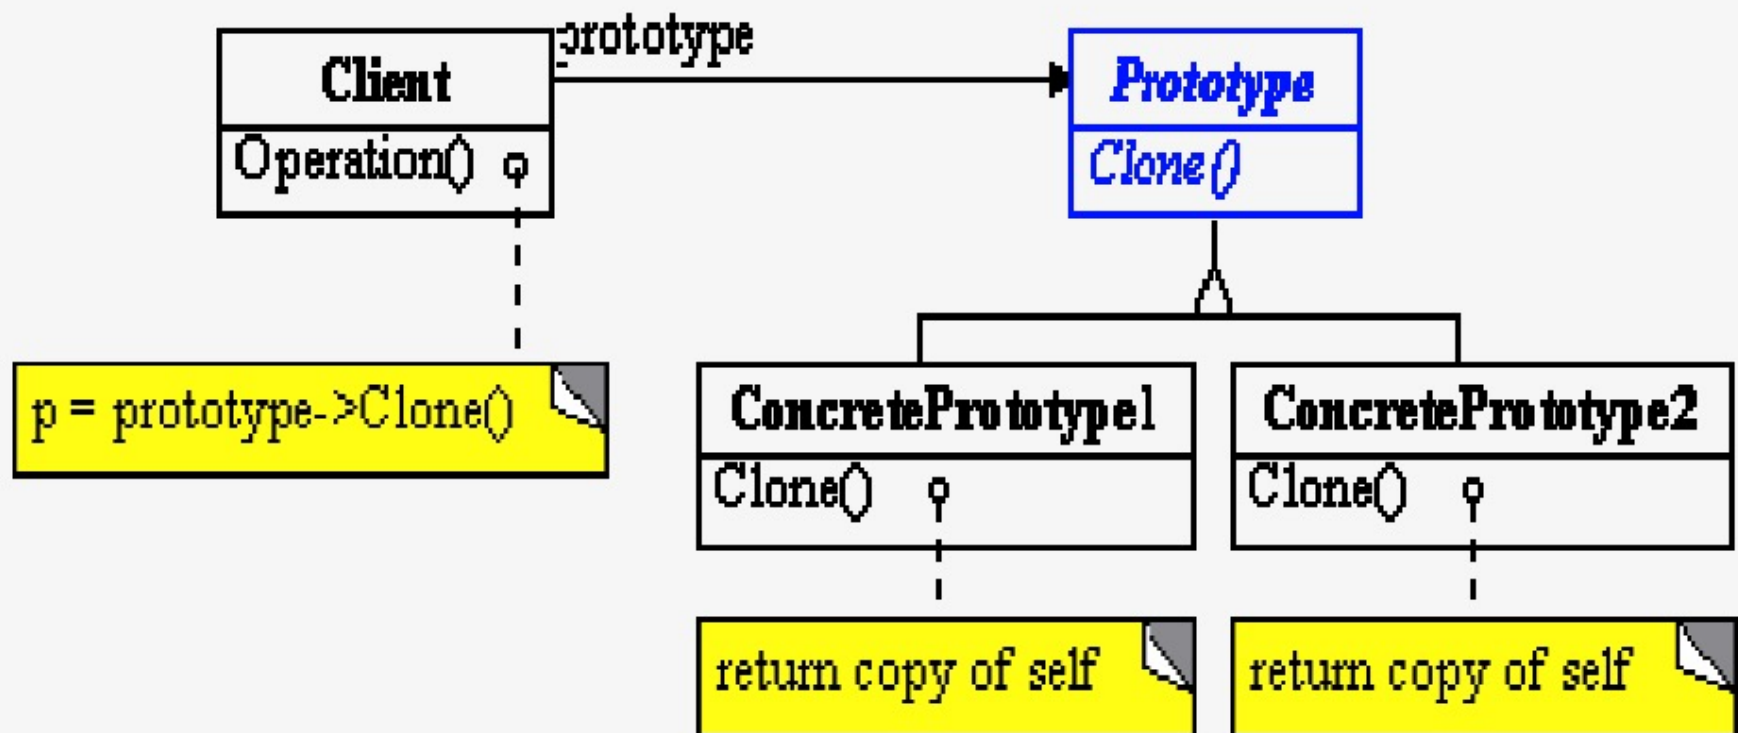 prototype
Client
Prototype
Operation()
Clone()
p = prototype->Clone()
ConcretePrototype1
ConcretePrototype2
Clone()
Clone()
return copy of self
return copy of self